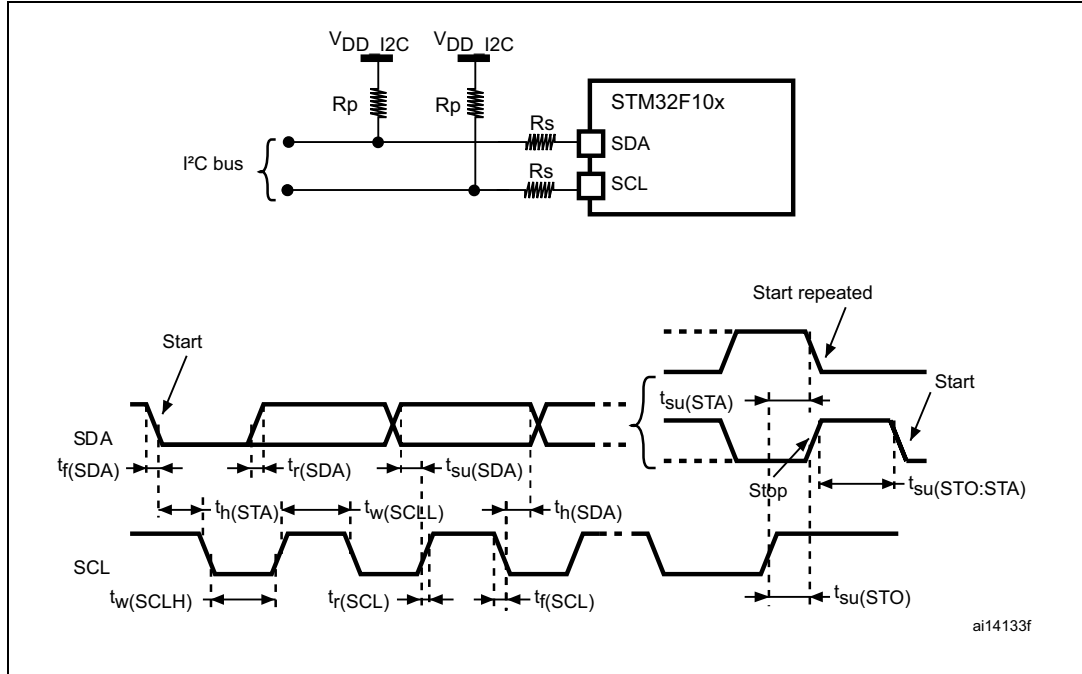 VDD_I2C VDD_I2C
Rp Rp
STM32F10x
Rs
SDA
I²C bus
Rs
SCL
Start repeated
Start
Start
tsu(STA)
SDA
tf(SDA) tr(SDA) tsu(SDA)
Stop
tsu(STO:STA)
th(STA) tw(SCLL) th(SDA)
SCL
tw(SCLH) tr(SCL) tf(SCL) tsu(STO)
ai14133f